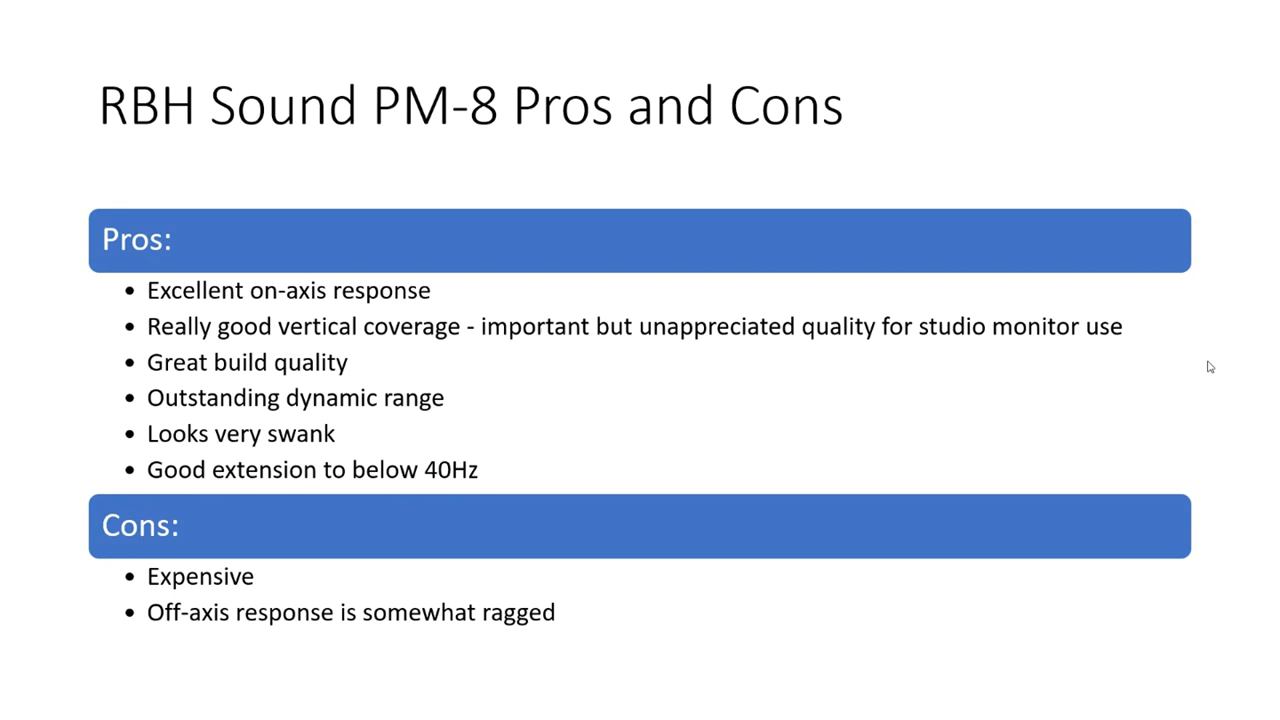 RBH Sound PM-8 Pros and Cons
Pros:
• Excellent on-axis response
• Really good vertical coverage - important but unappreciated quality for studio monitor use
• Great build quality
• Outstanding dynamic range
• Looks very swank
• Good extension to below 40Hz
Cons:
• Expensive
• Off-axis response is somewhat ragged